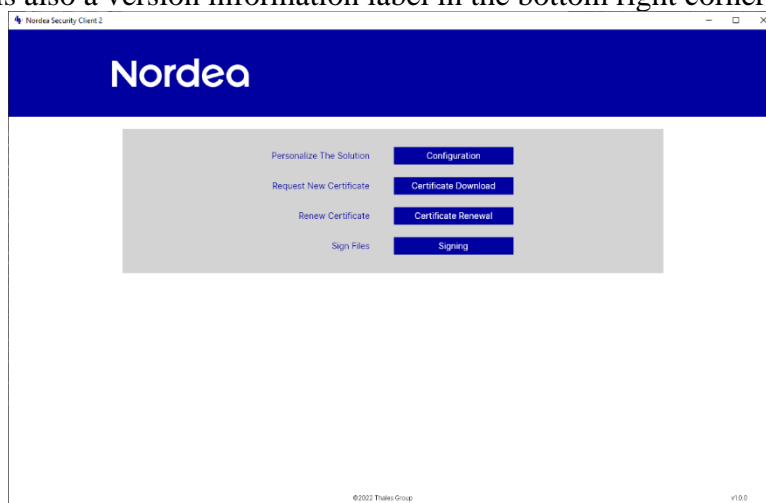 s also a version information label in the bottom right corner
Nordea Security Client 2
Nordea
Personalize The Solution Configuration
Request New Certificate Certificate Download
Renew Certificate Certificate Renewal
Sign Files Signing
©2022 Thales Group v1.0.0